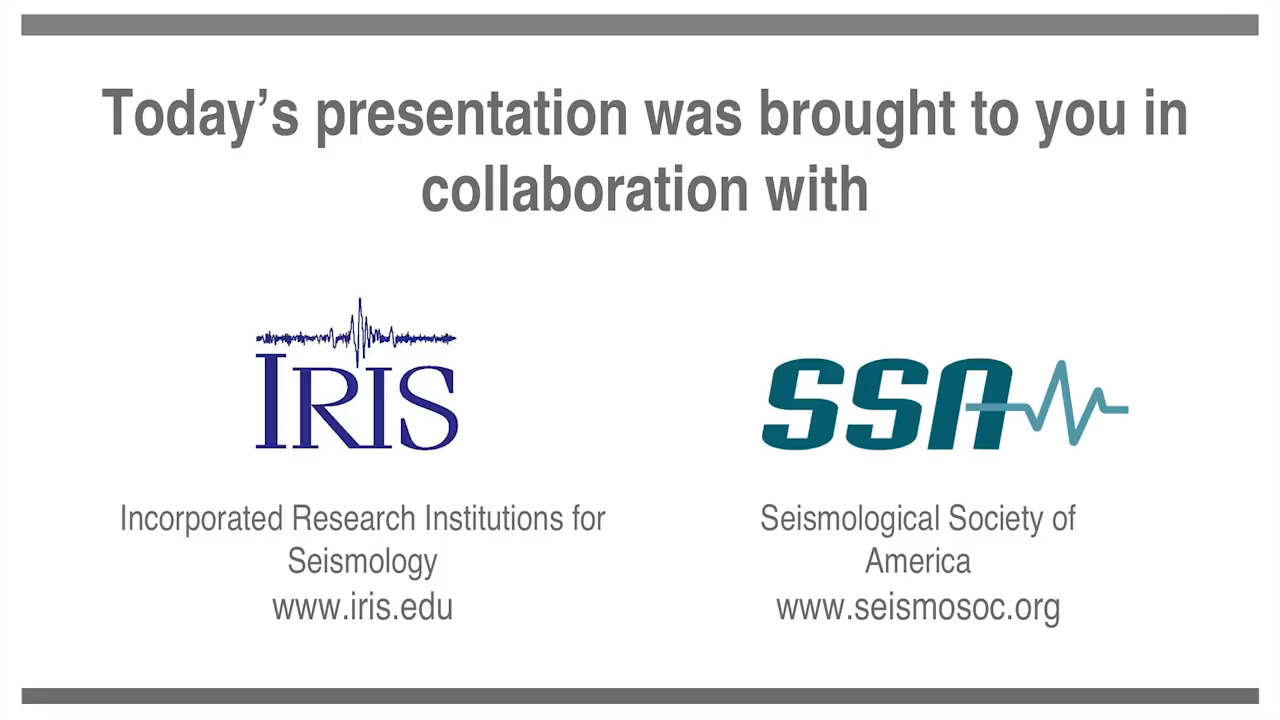 Today’s presentation was brought to you in
collaboration with
IRIS
SSA
Incorporated Research Institutions for
Seismology
www.iris.edu
Seismological Society of
America
www.seismosoc.org